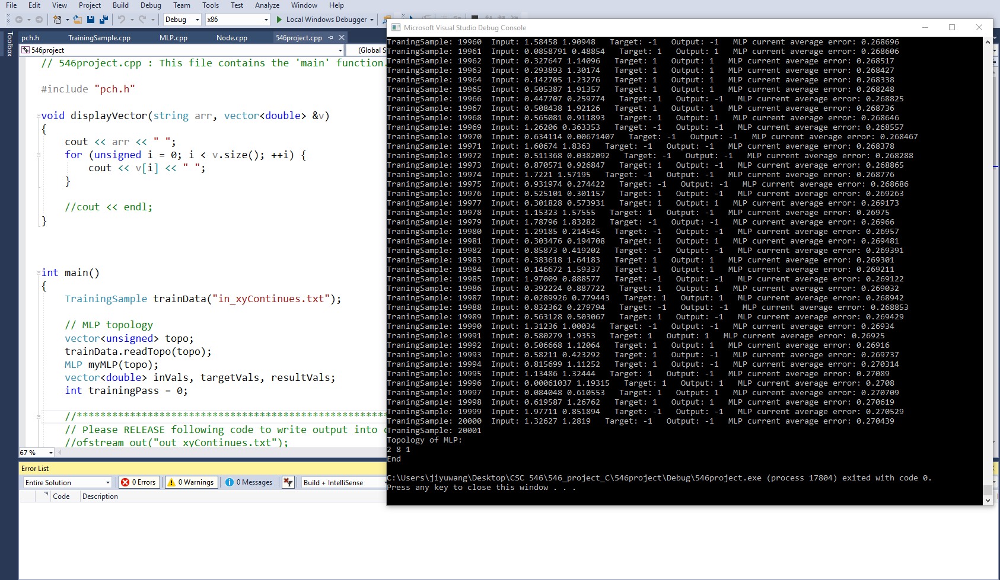 File Edit View Project Build Debug Team Tools Test Analyze Window Help
Debug x86 Local Windows Debugger
Toolbox
pch.h TrainingSample.cpp MLP.cpp Node.cpp 546project.cpp
546project (Global S
// 546project.cpp : This file contains the 'main' function.
#include "pch.h"
void displayVector(string arr, vector<double> &v)
{
cout << arr << " ";
for (unsigned i = 0; i < v.size(); ++i) {
cout << v[i] << " ";
}
//cout << endl;
}
int main()
{
TrainingSample trainData("in_xyContinues.txt");
// MLP topology
vector<unsigned> topo;
trainData.readTopo(topo);
MLP myMLP(topo);
vector<double> inVals, targetVals, resultVals;
int trainingPass = 0;
//*****************************************************
// Please RELEASE following code to write output into
//ofstream out("out_xyContinues.txt");
67 %
Error List
Entire Solution 0 Errors 0 Warnings 0 Messages Build + IntelliSense
Code Description
Microsoft Visual Studio Debug Console
TraningSample: 19960 Input: 1.58458 1.90948 Target: -1 Output: -1 MLP current average error: 0.268696
TraningSample: 19961 Input: 0.0858791 0.48854 Target: 1 Output: 1 MLP current average error: 0.268606
TraningSample: 19962 Input: 0.327647 1.14096 Target: 1 Output: 1 MLP current average error: 0.268517
TraningSample: 19963 Input: 0.293893 1.30174 Target: 1 Output: 1 MLP current average error: 0.268427
TraningSample: 19964 Input: 0.142705 1.23276 Target: 1 Output: 1 MLP current average error: 0.268338
TraningSample: 19965 Input: 0.505387 1.91357 Target: 1 Output: 1 MLP current average error: 0.268248
TraningSample: 19966 Input: 0.447707 0.259774 Target: 1 Output: -1 MLP current average error: 0.268825
TraningSample: 19967 Input: 0.508438 1.92126 Target: 1 Output: 1 MLP current average error: 0.268736
TraningSample: 19968 Input: 0.565081 0.911893 Target: 1 Output: 1 MLP current average error: 0.268646
TraningSample: 19969 Input: 1.26206 0.363353 Target: -1 Output: -1 MLP current average error: 0.268557
TraningSample: 19970 Input: 0.634114 0.00671407 Target: -1 Output: -1 MLP current average error: 0.268467
TraningSample: 19971 Input: 1.60674 1.8363 Target: -1 Output: -1 MLP current average error: 0.268378
TraningSample: 19972 Input: 0.511368 0.0382092 Target: -1 Output: -1 MLP current average error: 0.268288
TraningSample: 19973 Input: 0.870571 0.926847 Target: 1 Output: -1 MLP current average error: 0.268865
TraningSample: 19974 Input: 1.7221 1.57195 Target: -1 Output: -1 MLP current average error: 0.268776
TraningSample: 19975 Input: 0.931974 0.274422 Target: -1 Output: -1 MLP current average error: 0.268686
TraningSample: 19976 Input: 0.525101 0.301157 Target: 1 Output: -1 MLP current average error: 0.269263
TraningSample: 19977 Input: 0.301828 0.573931 Target: 1 Output: 1 MLP current average error: 0.269173
TraningSample: 19978 Input: 1.15323 1.57555 Target: 1 Output: -1 MLP current average error: 0.26975
TraningSample: 19979 Input: 1.78796 1.83282 Target: -1 Output: -1 MLP current average error: 0.26966
TraningSample: 19980 Input: 1.29185 0.214545 Target: -1 Output: -1 MLP current average error: 0.26957
TraningSample: 19981 Input: 0.303476 0.194708 Target: 1 Output: 1 MLP current average error: 0.269481
TraningSample: 19982 Input: 0.85873 0.419202 Target: -1 Output: -1 MLP current average error: 0.269391
TraningSample: 19983 Input: 0.383618 1.64183 Target: 1 Output: 1 MLP current average error: 0.269301
TraningSample: 19984 Input: 0.146672 1.59337 Target: 1 Output: 1 MLP current average error: 0.269211
TraningSample: 19985 Input: 1.97009 0.888577 Target: -1 Output: -1 MLP current average error: 0.269122
TraningSample: 19986 Input: 0.392224 0.887722 Target: 1 Output: 1 MLP current average error: 0.269032
TraningSample: 19987 Input: 0.0289926 0.779443 Target: 1 Output: 1 MLP current average error: 0.268942
TraningSample: 19988 Input: 0.832362 0.279794 Target: -1 Output: -1 MLP current average error: 0.268853
TraningSample: 19989 Input: 0.563128 0.503067 Target: 1 Output: -1 MLP current average error: 0.269429
TraningSample: 19990 Input: 1.31236 1.00034 Target: -1 Output: -1 MLP current average error: 0.26934
TraningSample: 19991 Input: 0.580279 1.9353 Target: 1 Output: 1 MLP current average error: 0.26925
TraningSample: 19992 Input: 0.506668 1.12064 Target: 1 Output: 1 MLP current average error: 0.26916
TraningSample: 19993 Input: 0.58211 0.423292 Target: 1 Output: -1 MLP current average error: 0.269737
TraningSample: 19994 Input: 0.815699 1.11252 Target: 1 Output: -1 MLP current average error: 0.270314
TraningSample: 19995 Input: 1.13486 1.32444 Target: 1 Output: -1 MLP current average error: 0.27089
TraningSample: 19996 Input: 0.00061037 1.19315 Target: 1 Output: 1 MLP current average error: 0.2708
TraningSample: 19997 Input: 0.084048 0.610553 Target: 1 Output: 1 MLP current average error: 0.270709
TraningSample: 19998 Input: 0.619587 1.26762 Target: 1 Output: 1 MLP current average error: 0.270619
TraningSample: 19999 Input: 1.97711 0.851894 Target: -1 Output: -1 MLP current average error: 0.270529
TraningSample: 20000 Input: 1.32627 1.2819 Target: -1 Output: -1 MLP current average error: 0.270439
TraningSample: 20001
Topology of MLP:
2 8 1
End
C:\Users\jiyuwang\Desktop\CSC 546\546_project_C\546project\Debug\546project.exe (process 17804) exited with code 0.
Press any key to close this window . . .